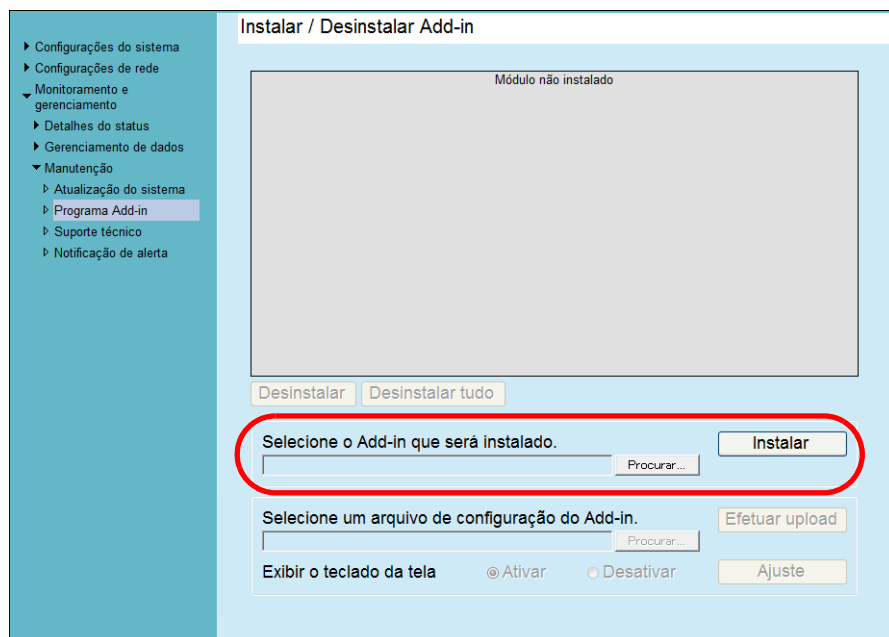 Instalar / Desinstalar Add-in
Configurações do sistema
Configurações de rede
Monitoramento e
gerenciamento
Detalhes do status
Gerenciamento de dados
Manutenção
Atualização do sistema
Programa Add-in
Suporte técnico
Notificação de alerta
Módulo não instalado
Desinstalar Desinstalar tudo
Selecione o Add-in que será instalado. Instalar
Procurar...
Selecione um arquivo de configuração do Add-in. Efetuar upload
Procurar...
Exibir o teclado da tela Ativar Desativar Ajuste